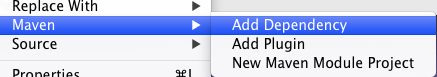 Replace With
Maven
Source
Properties ⌘I
Add Dependency
Add Plugin
New Maven Module Project